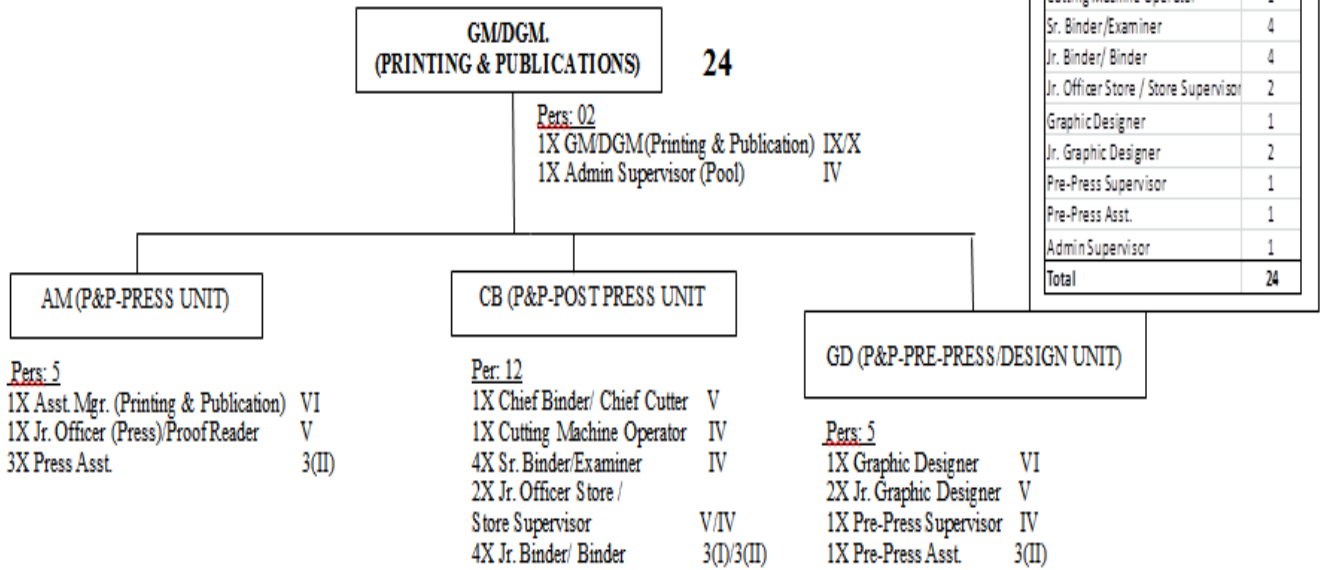 GM/DGM.
(PRINTING & PUBLICATIONS)
24
Pers: 02
1X GM/DGM(Printing & Publication) IX/X
1X Admin Supervisor (Pool) IV
Sr. Binder/Examiner 4
Jr. Binder/ Binder 4
Jr. Officer Store / Store Supervisor 2
Graphic Designer 1
Jr. Graphic Designer 2
Pre-Press Supervisor 1
Pre-Press Asst. 1
Admin Supervisor 1
Total 24
AM (P&P-PRESS UNIT)
Pers: 5
1X Asst. Mgr. (Printing & Publication) VI
1X Jr. Officer (Press)/Proof Reader V
3X Press Asst. 3(II)
CB (P&P-POST PRESS UNIT
Per: 12
1X Chief Binder/ Chief Cutter V
1X Cutting Machine Operator IV
4X Sr. Binder/Examiner IV
2X Jr. Officer Store /
Store Supervisor V/IV
4X Jr. Binder/ Binder 3(I)/3(II)
GD (P&P-PRE-PRESS/DESIGN UNIT)
Pers: 5
1X Graphic Designer VI
2X Jr. Graphic Designer V
1X Pre-Press Supervisor IV
1X Pre-Press Asst. 3(II)